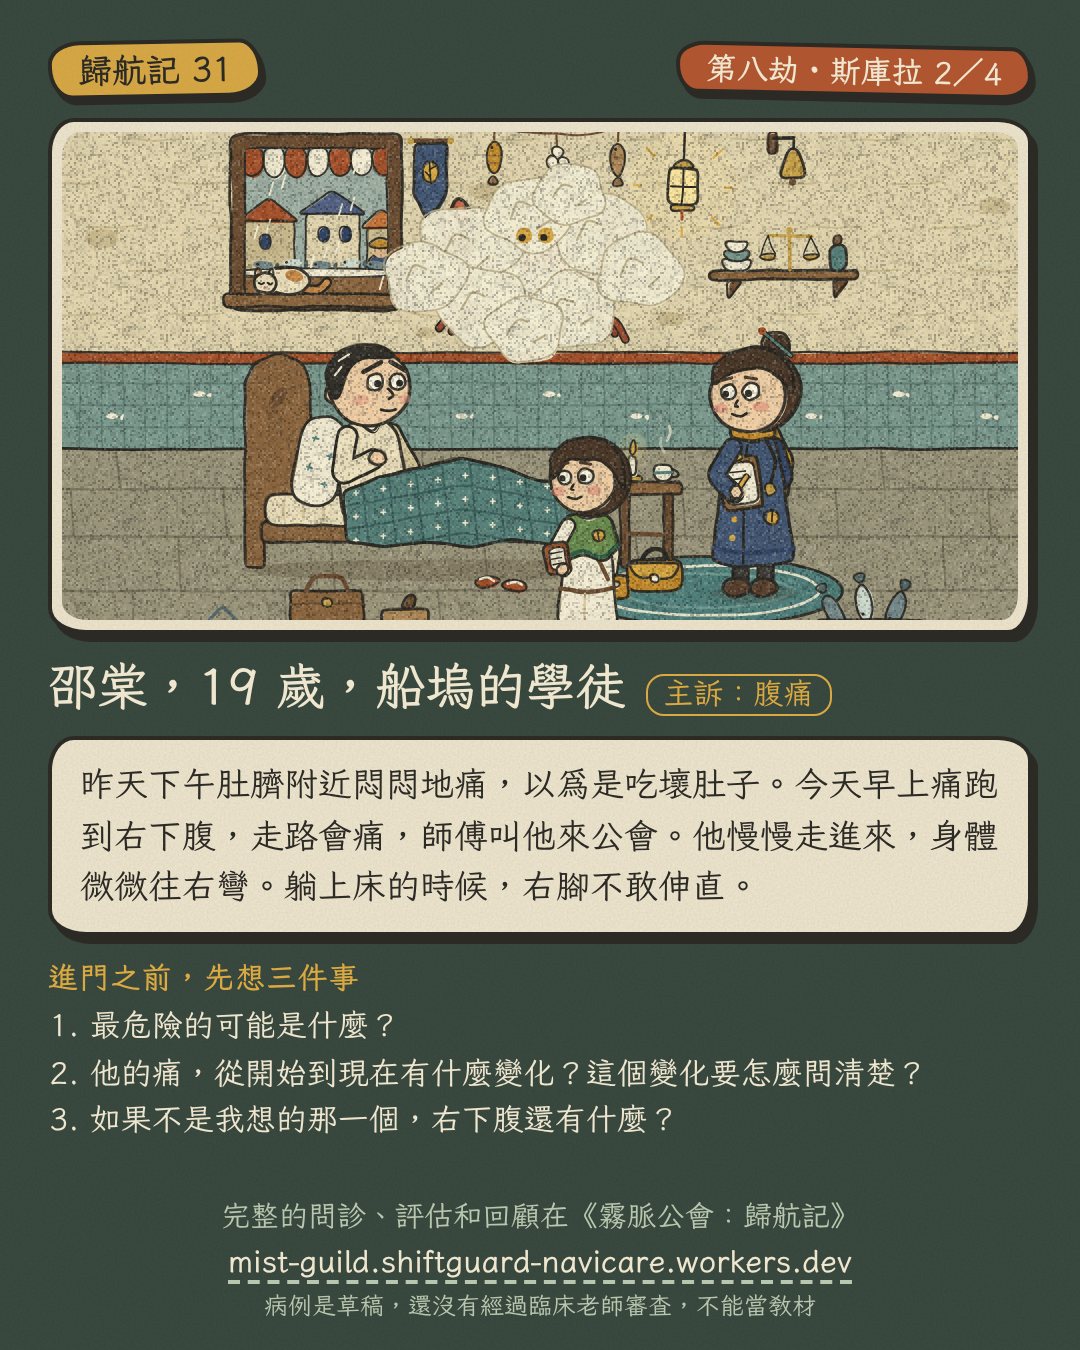 歸航記 31
第八劫・斯庫拉 2／4
邵棠，19 歲，船塢的學徒
主訴：腹痛
昨天下午肚臍附近悶悶地痛，以為是吃壞肚子。今天早上痛跑
到右下腹，走路會痛，師傅叫他來公會。他慢慢走進來，身體
微微往右彎。躺上床的時候，右腳不敢伸直。
進門之前，先想三件事
1. 最危險的可能是什麼？
2. 他的痛，從開始到現在有什麼變化？這個變化要怎麼問清楚？
3. 如果不是我想的那一個，右下腹還有什麼？
完整的問診、評估和回顧在《霧脈公會：歸航記》
mist-guild.shiftguard-navicare.workers.dev
病例是草稿，還沒有經過臨床老師審查，不能當教材